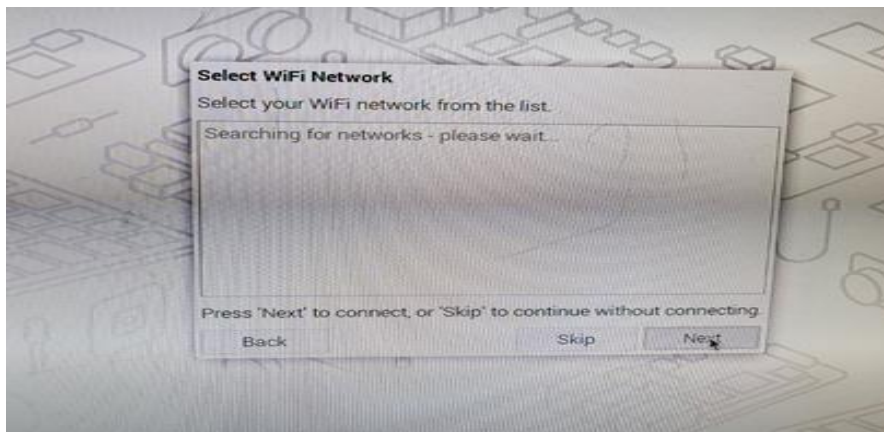 Select WiFi Network
Select your WiFi network from the list.
Searching for networks - please wait...
Press 'Next' to connect, or 'Skip' to continue without connecting.
Back
Skip
Next